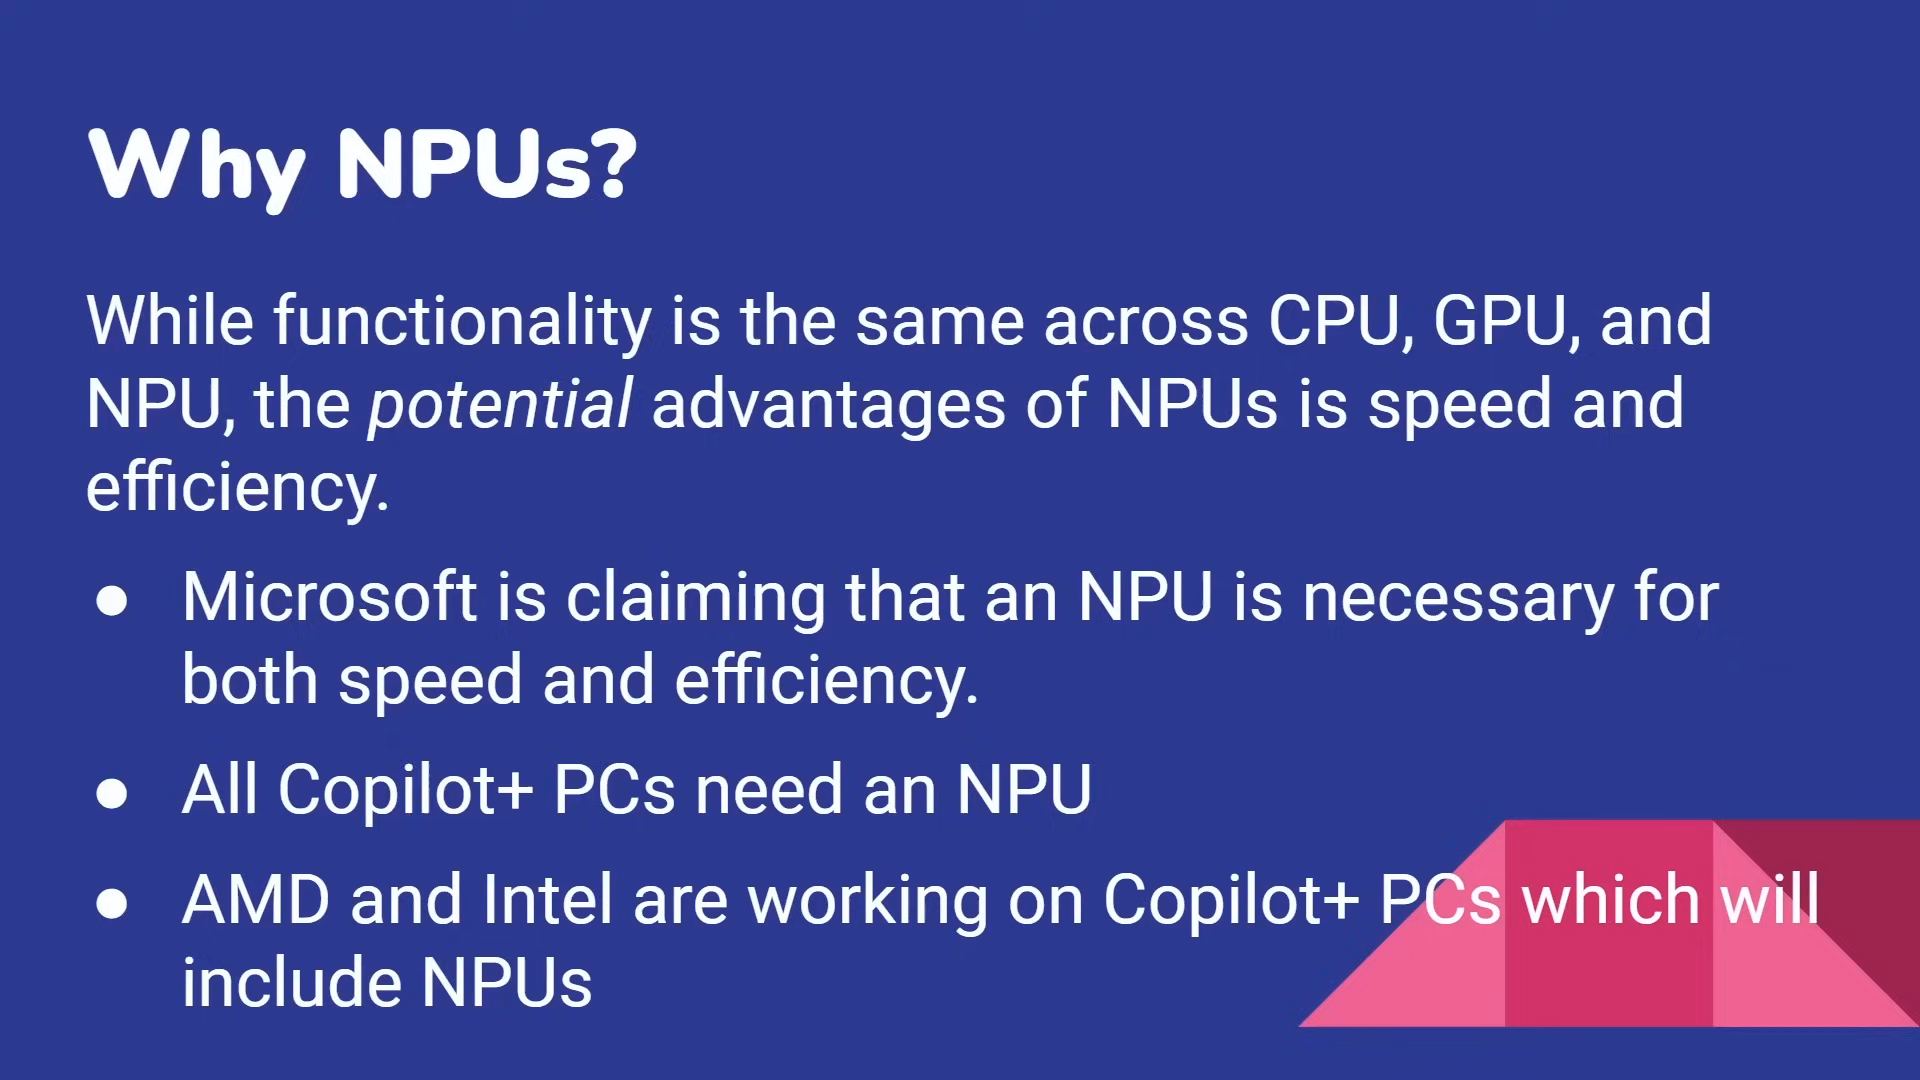 Why NPUs?
While functionality is the same across CPU, GPU, and
NPU, the potential advantages of NPUs is speed and
efficiency.
● Microsoft is claiming that an NPU is necessary for
both speed and efficiency.
● All Copilot+ PCs need an NPU
● AMD and Intel are working on Copilot+ PCs which will
include NPUs